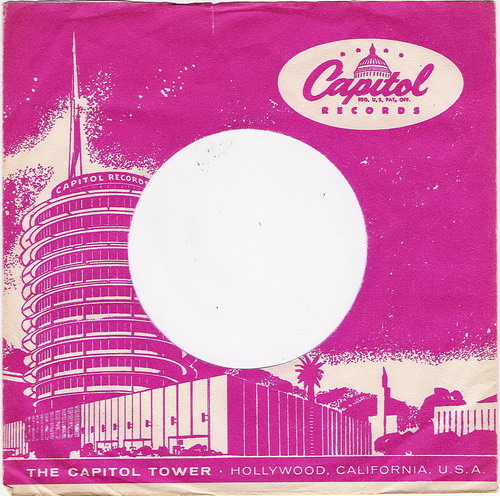 Capitol
REG. U.S. PAT. OFF.
RECORDS
CAPITOL RECORDS
THE CAPITOL TOWER · HOLLYWOOD, CALIFORNIA, U.S.A.